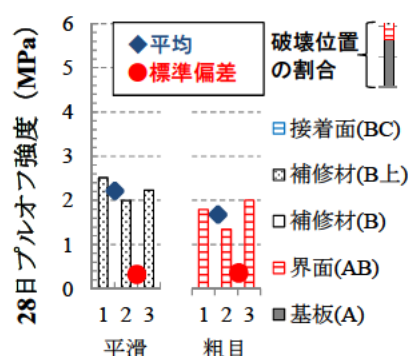 28日プルオフ強度（MPa）
6
5
4
3
2
1
0
平均
標準偏差
破壊位置
の割合
接着面(BC)
補修材(B上)
補修材(B)
界面(AB)
基板(A)
1 2 3 1 2 3
平滑 粗目